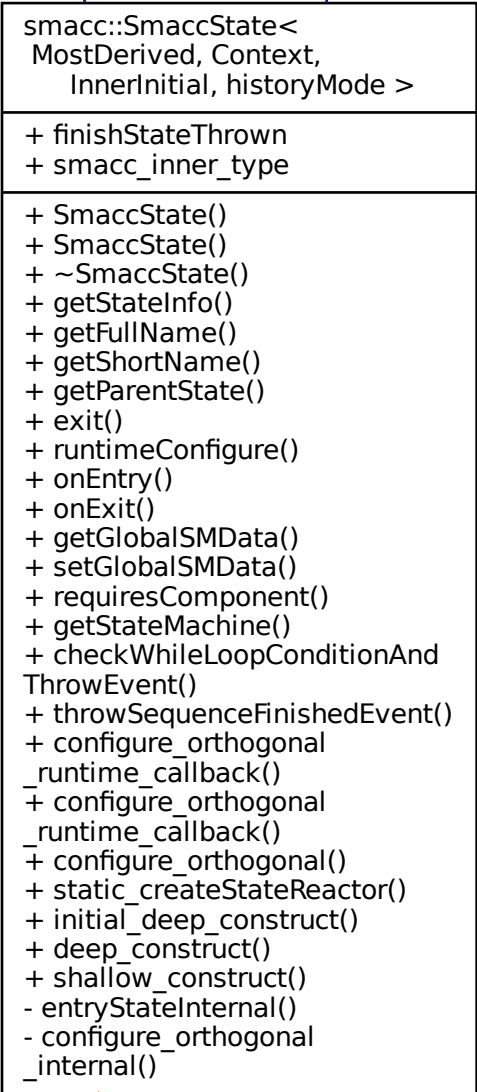 smacc::SmaccState<
MostDerived, Context,
InnerInitial, historyMode >
+ finishStateThrown
+ smacc_inner_type
+ SmaccState()
+ SmaccState()
+ ~SmaccState()
+ getStateInfo()
+ getFullName()
+ getShortName()
+ getParentState()
+ exit()
+ runtimeConfigure()
+ onEntry()
+ onExit()
+ getGlobalSMData()
+ setGlobalSMData()
+ requiresComponent()
+ getStateMachine()
+ checkWhileLoopConditionAnd
ThrowEvent()
+ throwSequenceFinishedEvent()
+ configure_orthogonal
_runtime_callback()
+ configure_orthogonal
_runtime_callback()
+ configure_orthogonal()
+ static_createStateReactor()
+ initial_deep_construct()
+ deep_construct()
+ shallow_construct()
- entryStateInternal()
- configure_orthogonal
_internal()